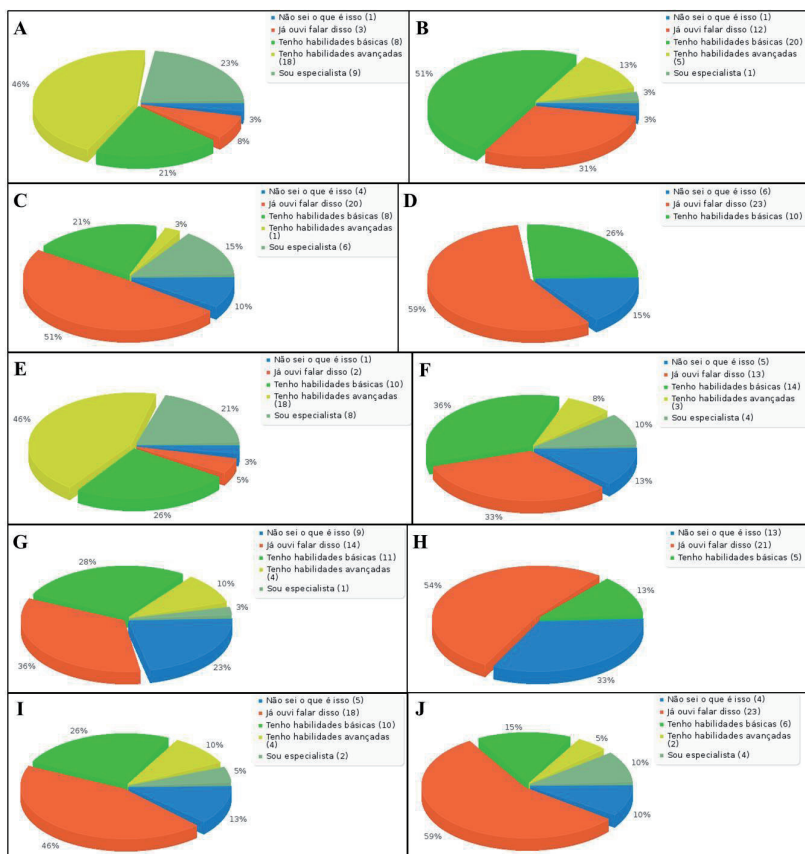 A
Não sei o que é isso (1)
Já ouvi falar disso (3)
Tenho habilidades básicas (8)
Tenho habilidades avançadas
(18)
Sou especialista (9)
46%
23%
3%
8%
21%
B
Não sei o que é isso (1)
Já ouvi falar disso (12)
Tenho habilidades básicas (20)
Tenho habilidades avançadas
(5)
Sou especialista (1)
51%
13%
3%
3%
31%
C
Não sei o que é isso (4)
Já ouvi falar disso (20)
Tenho habilidades básicas (8)
Tenho habilidades avançadas
(1)
Sou especialista (6)
21%
3%
15%
10%
51%
D
Não sei o que é isso (6)
Já ouvi falar disso (23)
Tenho habilidades básicas (10)
26%
59%
15%
E
Não sei o que é isso (1)
Já ouvi falar disso (2)
Tenho habilidades básicas (10)
Tenho habilidades avançadas
(18)
Sou especialista (8)
46%
21%
3%
5%
26%
F
Não sei o que é isso (5)
Já ouvi falar disso (13)
Tenho habilidades básicas (14)
Tenho habilidades avançadas
(3)
Sou especialista (4)
36%
8%
10%
13%
33%
G
Não sei o que é isso (9)
Já ouvi falar disso (14)
Tenho habilidades básicas (11)
Tenho habilidades avançadas
(4)
Sou especialista (1)
28%
10%
3%
36%
23%
H
Não sei o que é isso (13)
Já ouvi falar disso (21)
Tenho habilidades básicas (5)
54%
13%
33%
I
Não sei o que é isso (5)
Já ouvi falar disso (18)
Tenho habilidades básicas (10)
Tenho habilidades avançadas
(4)
Sou especialista (2)
26%
10%
5%
13%
46%
J
Não sei o que é isso (4)
Já ouvi falar disso (23)
Tenho habilidades básicas (6)
Tenho habilidades avançadas
(2)
Sou especialista (4)
15%
5%
10%
10%
59%